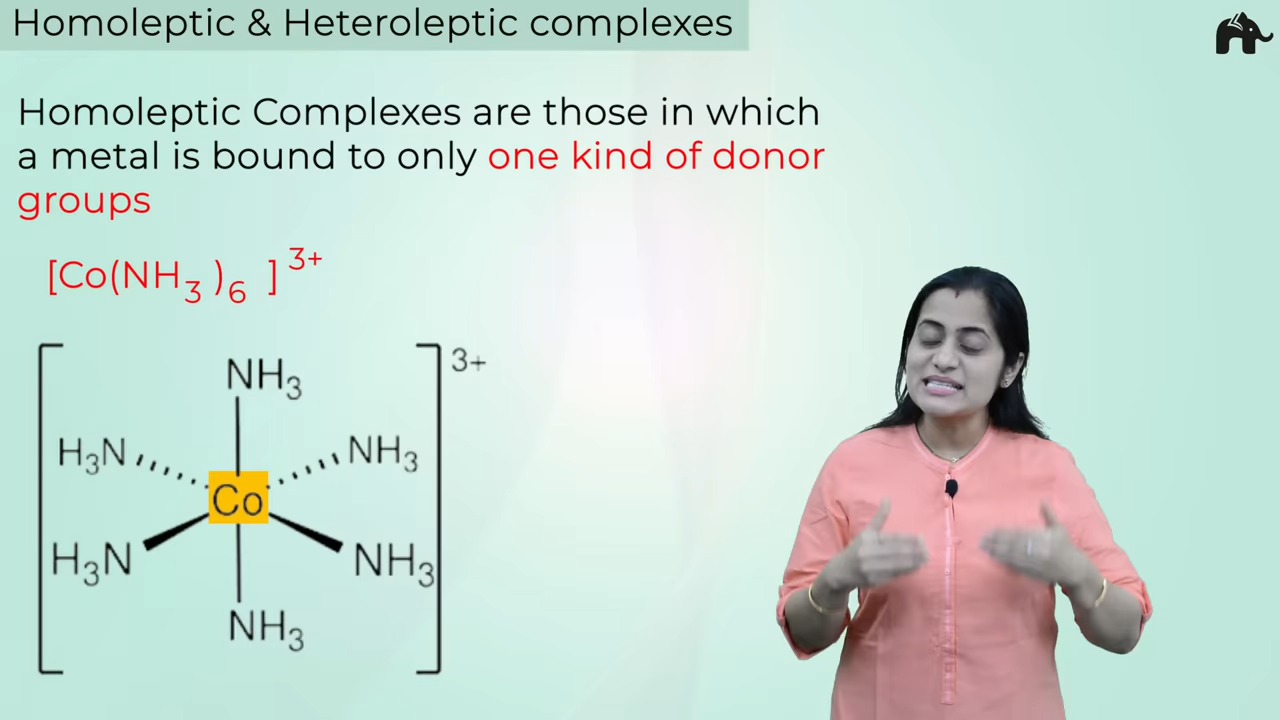 Homoleptic & Heteroleptic complexes
Homoleptic Complexes are those in which
a metal is bound to only one kind of donor
groups
[Co(NH3)6 ]3+
3+
NH3
H3N NH3
Co
H3N NH3
NH3